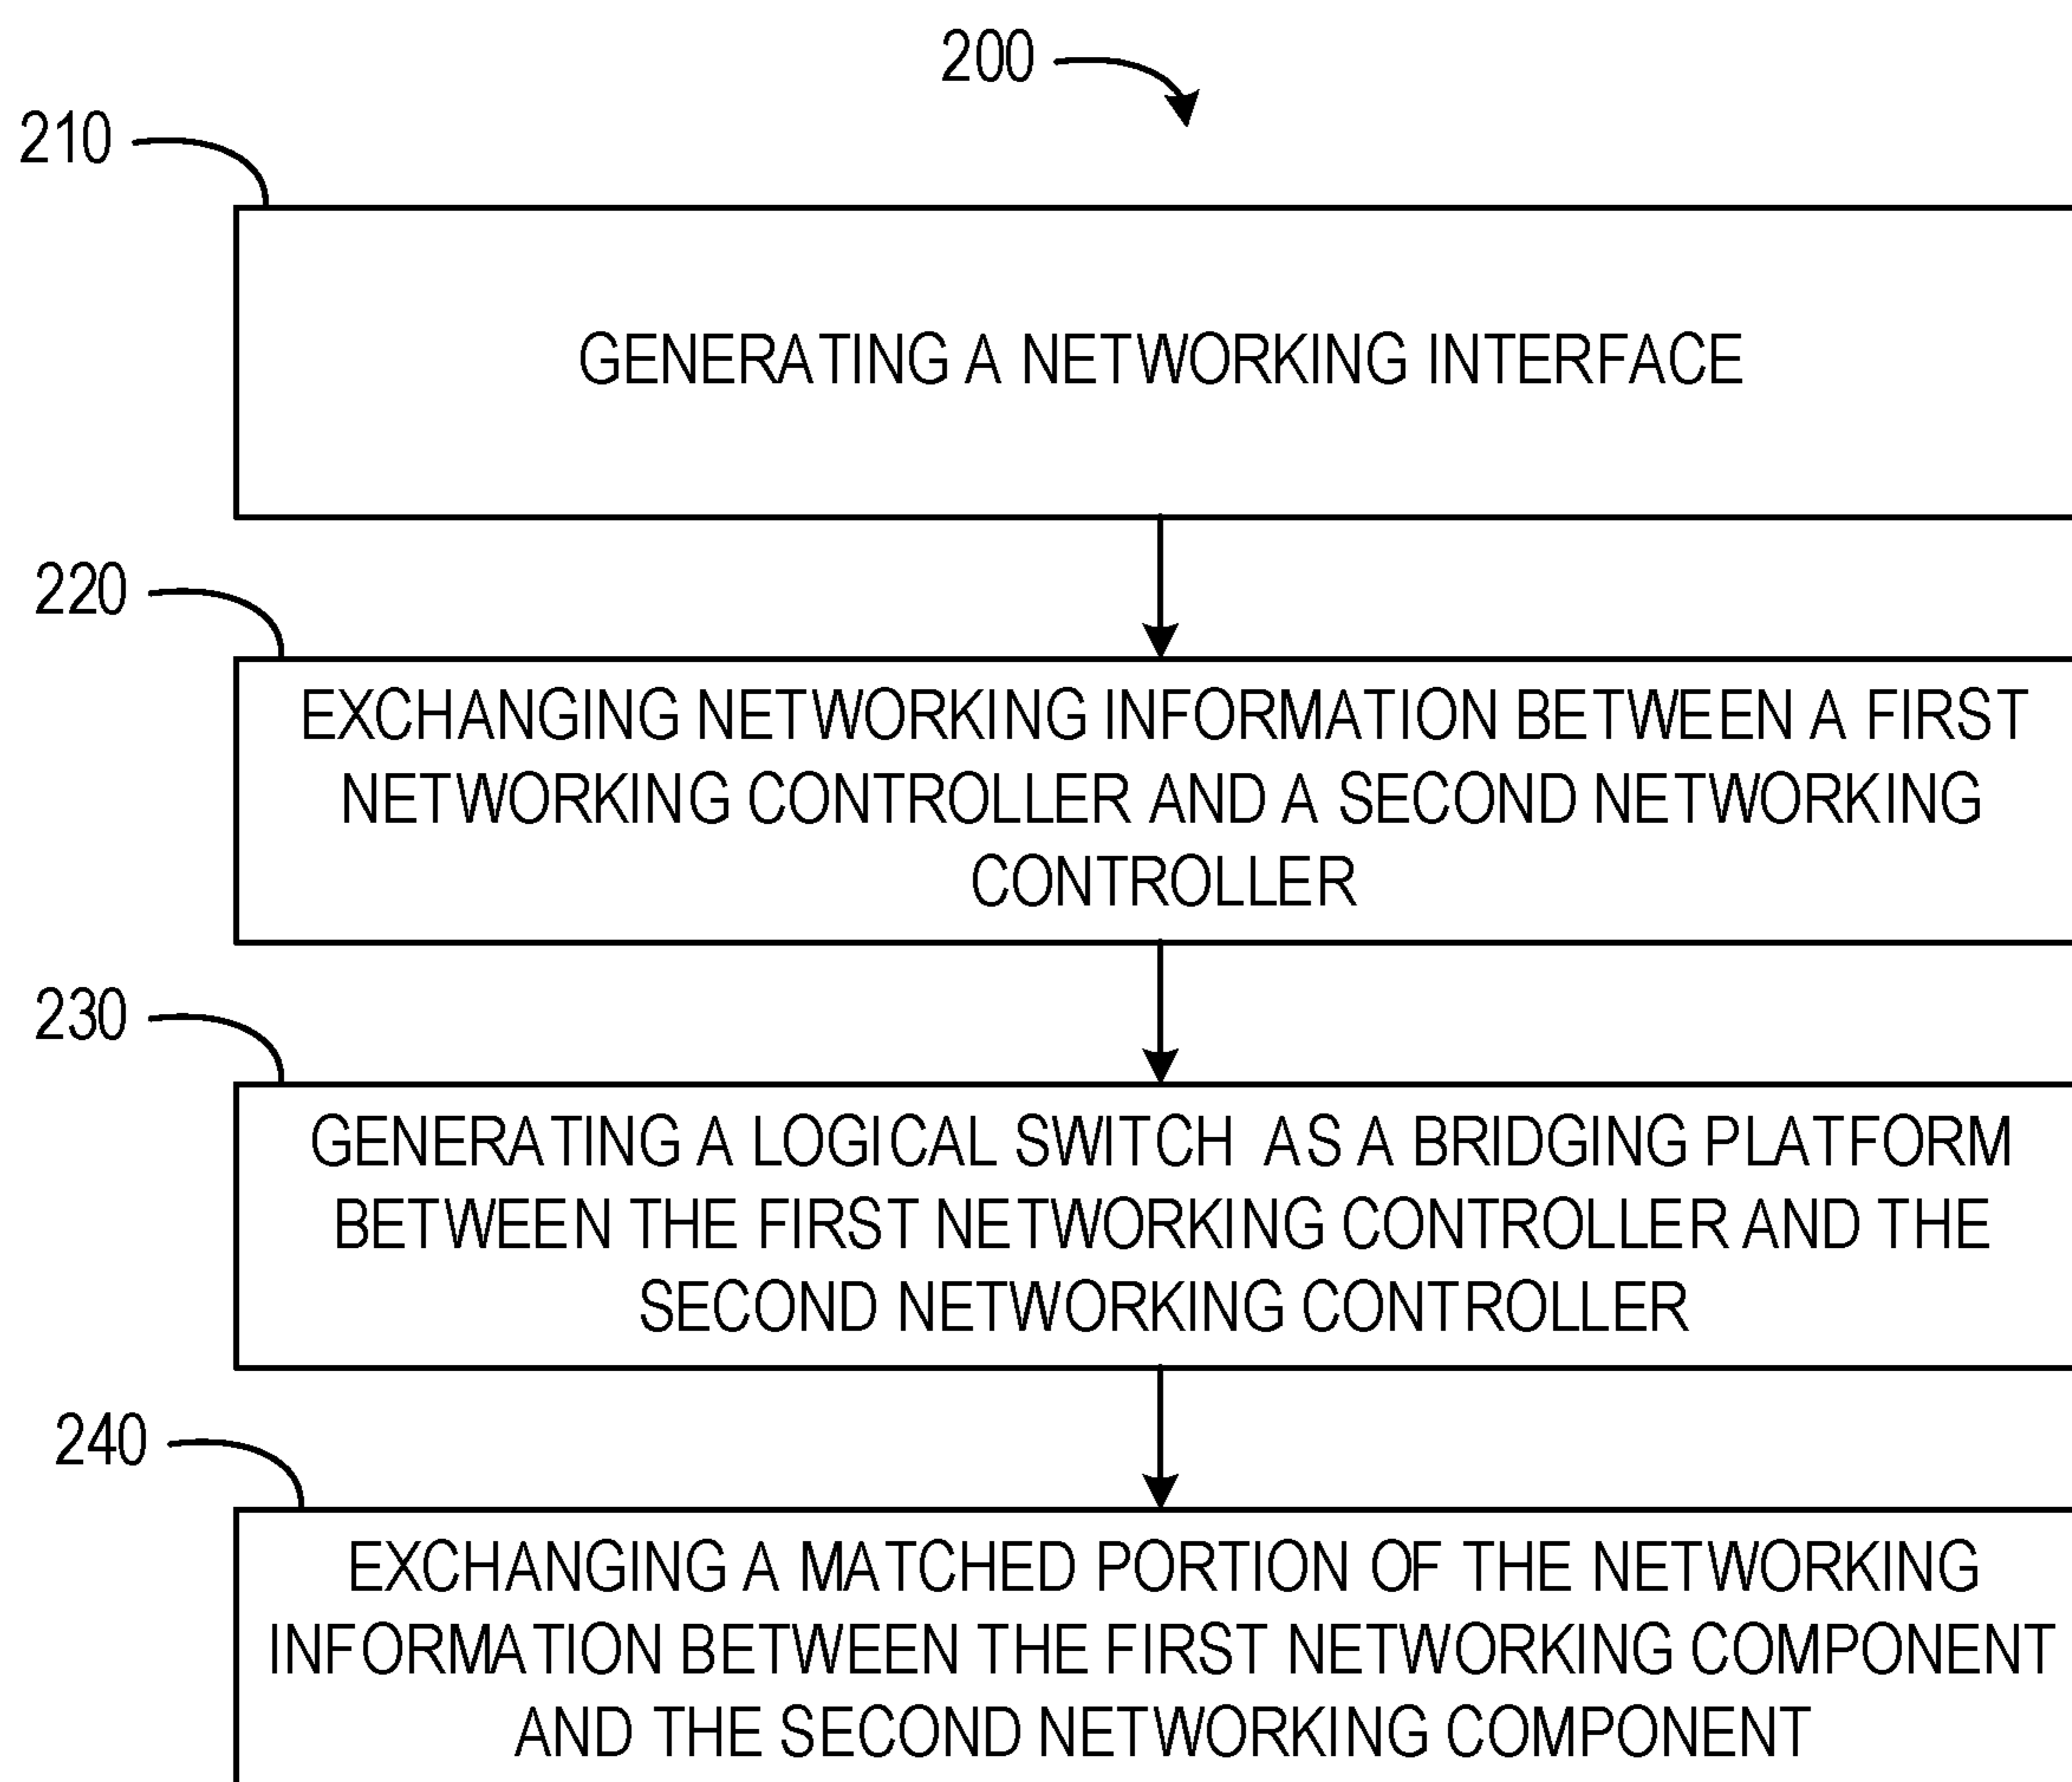 200
210
GENERATING A NETWORKING INTERFACE
220
EXCHANGING NETWORKING INFORMATION BETWEEN A FIRST
NETWORKING CONTROLLER AND A SECOND NETWORKING
CONTROLLER
230
GENERATING A LOGICAL SWITCH AS A BRIDGING PLATFORM
BETWEEN THE FIRST NETWORKING CONTROLLER AND THE
SECOND NETWORKING CONTROLLER
240
EXCHANGING A MATCHED PORTION OF THE NETWORKING
INFORMATION BETWEEN THE FIRST NETWORKING COMPONENT
AND THE SECOND NETWORKING COMPONENT